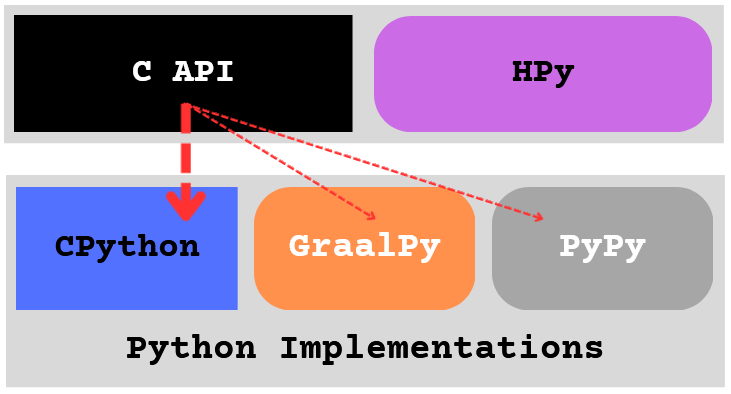 C API
HPy
CPython
GraalPy
PyPy
Python Implementations